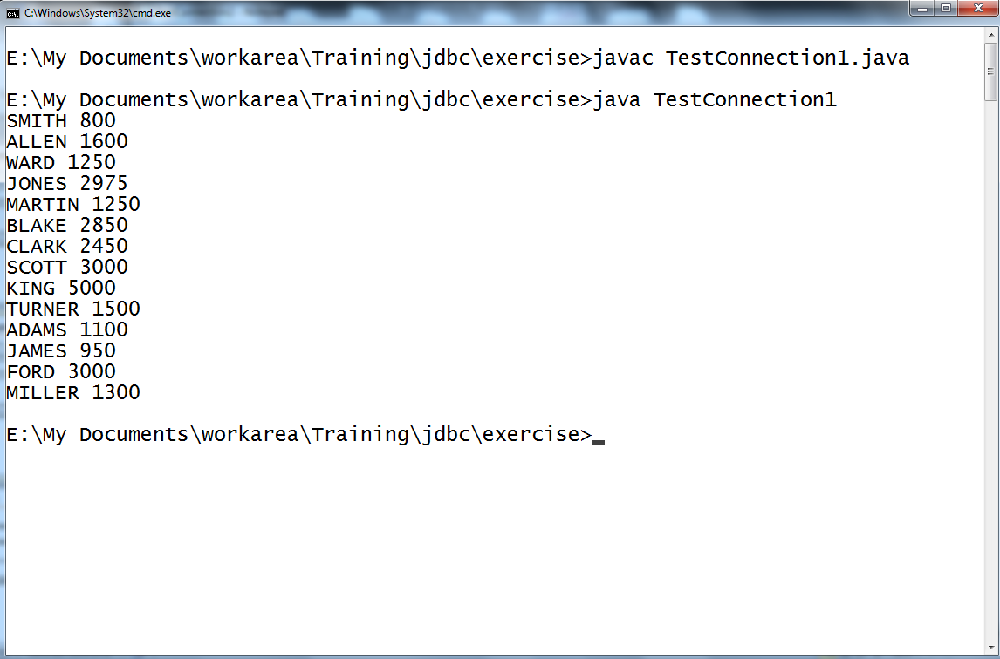 C:\Windows\System32\cmd.exe
E:\My Documents\workarea\Training\jdbc\exercise>javac TestConnection1.java
E:\My Documents\workarea\Training\jdbc\exercise>java TestConnection1
SMITH 800
ALLEN 1600
WARD 1250
JONES 2975
MARTIN 1250
BLAKE 2850
CLARK 2450
SCOTT 3000
KING 5000
TURNER 1500
ADAMS 1100
JAMES 950
FORD 3000
MILLER 1300
E:\My Documents\workarea\Training\jdbc\exercise>